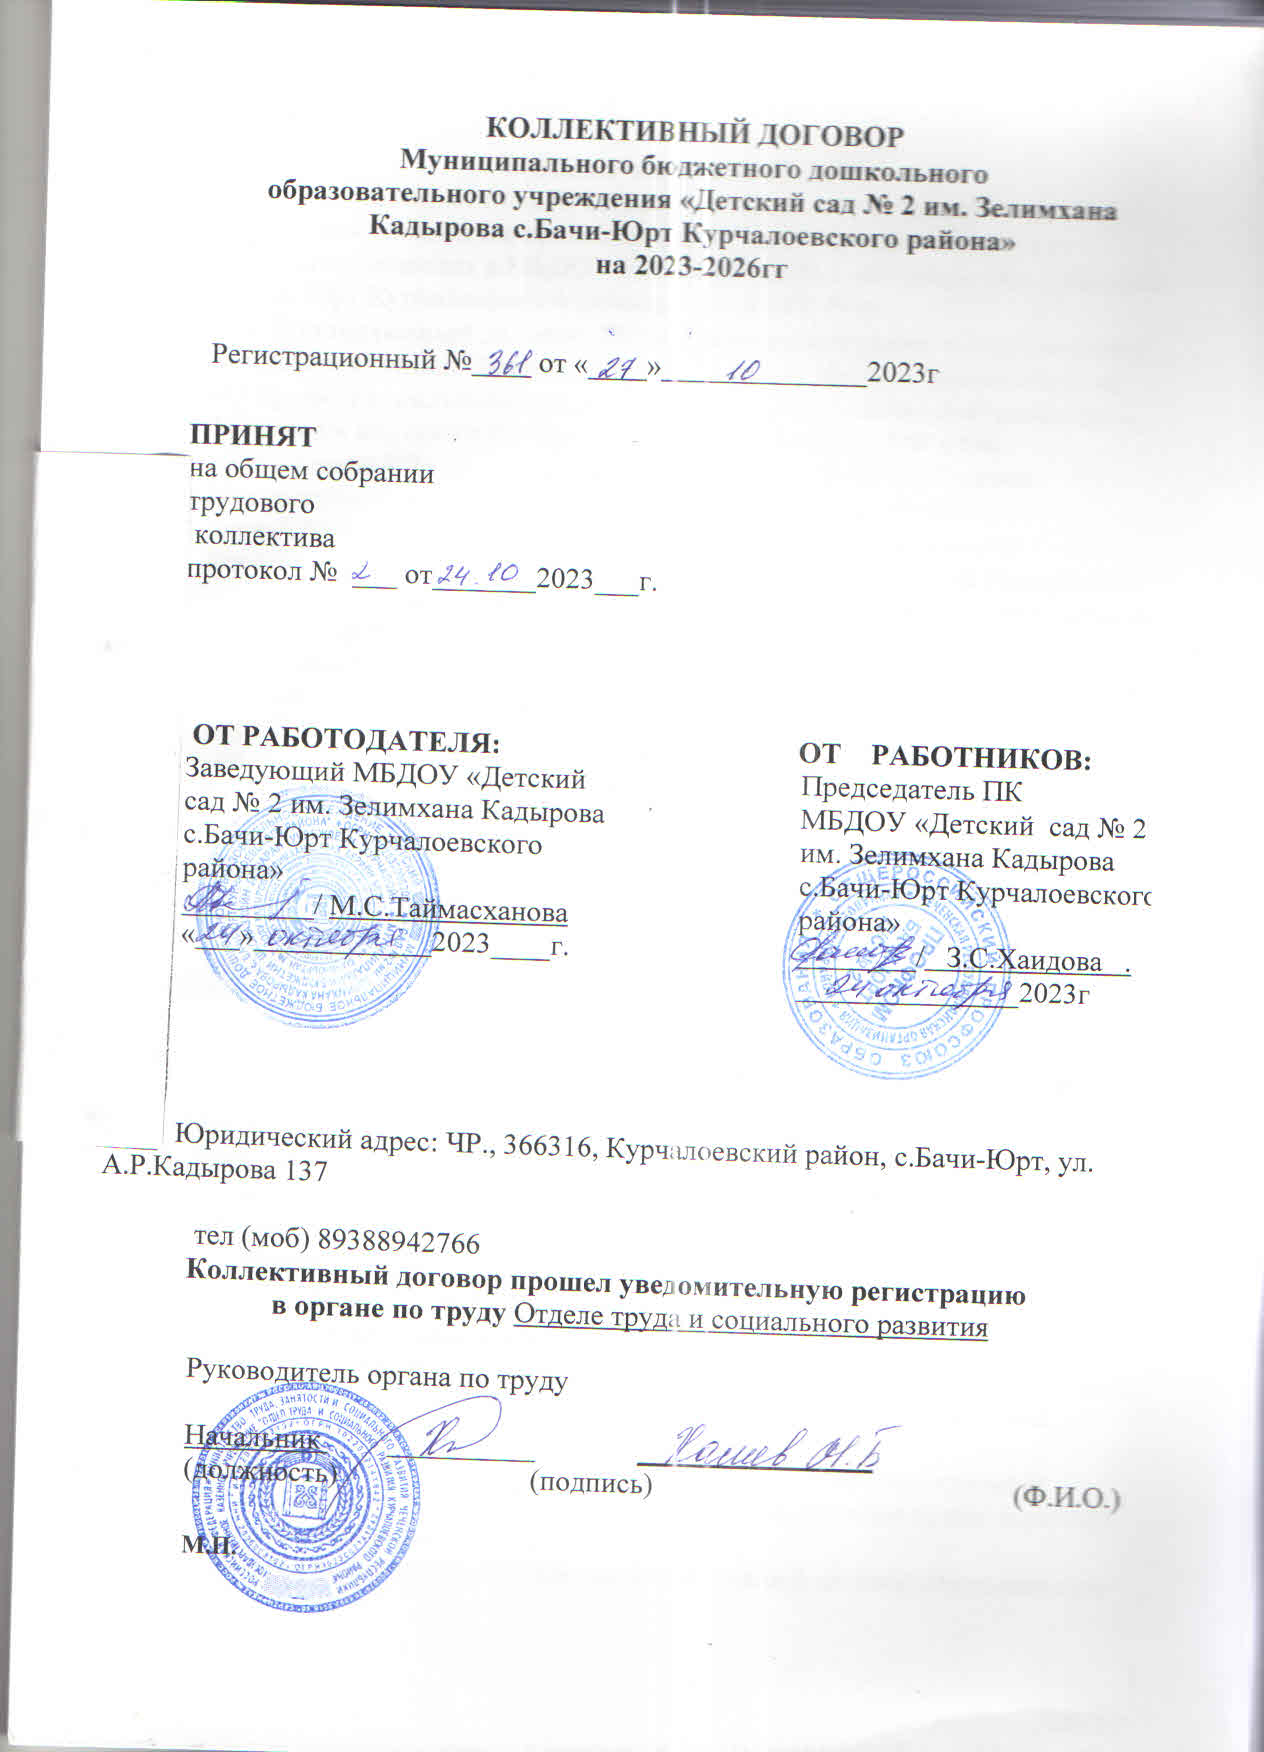 КОЛЛЕКТИВНЫЙ ДОГОВОР
Муниципального бюджетного дошкольного
образовательного учреждения «Детский сад № 2 им. Зелимхана
Кадырова с.Бачи-Юрт Курчалоевского района»
на 2023-2026гг
Регистрационный № 361 от « 27 » 10 2023г
ПРИНЯТ
на общем собрании
трудового
коллектива
протокол № 2 от 24.10 2023 г.
ОТ РАБОТОДАТЕЛЯ:
Заведующий МБДОУ «Детский
сад № 2 им. Зелимхана Кадырова
с.Бачи-Юрт Курчалоевского
района»
/ М.С.Таймасханова
«24» октября 2023 г.
ОТ РАБОТНИКОВ:
Председатель ПК
МБДОУ «Детский сад № 2
им. Зелимхана Кадырова
с.Бачи-Юрт Курчалоевского
района»
/ З.С.Хаидова .
24 октября 2023г
Юридический адрес: ЧР., 366316, Курчалоевский район, с.Бачи-Юрт, ул.
А.Р.Кадырова 137
тел (моб) 89388942766
Коллективный договор прошел уведомительную регистрацию
в органе по труду Отделе труда и социального развития
Руководитель органа по труду
Начальник
(должность) (подпись) (Ф.И.О.)
М.П.